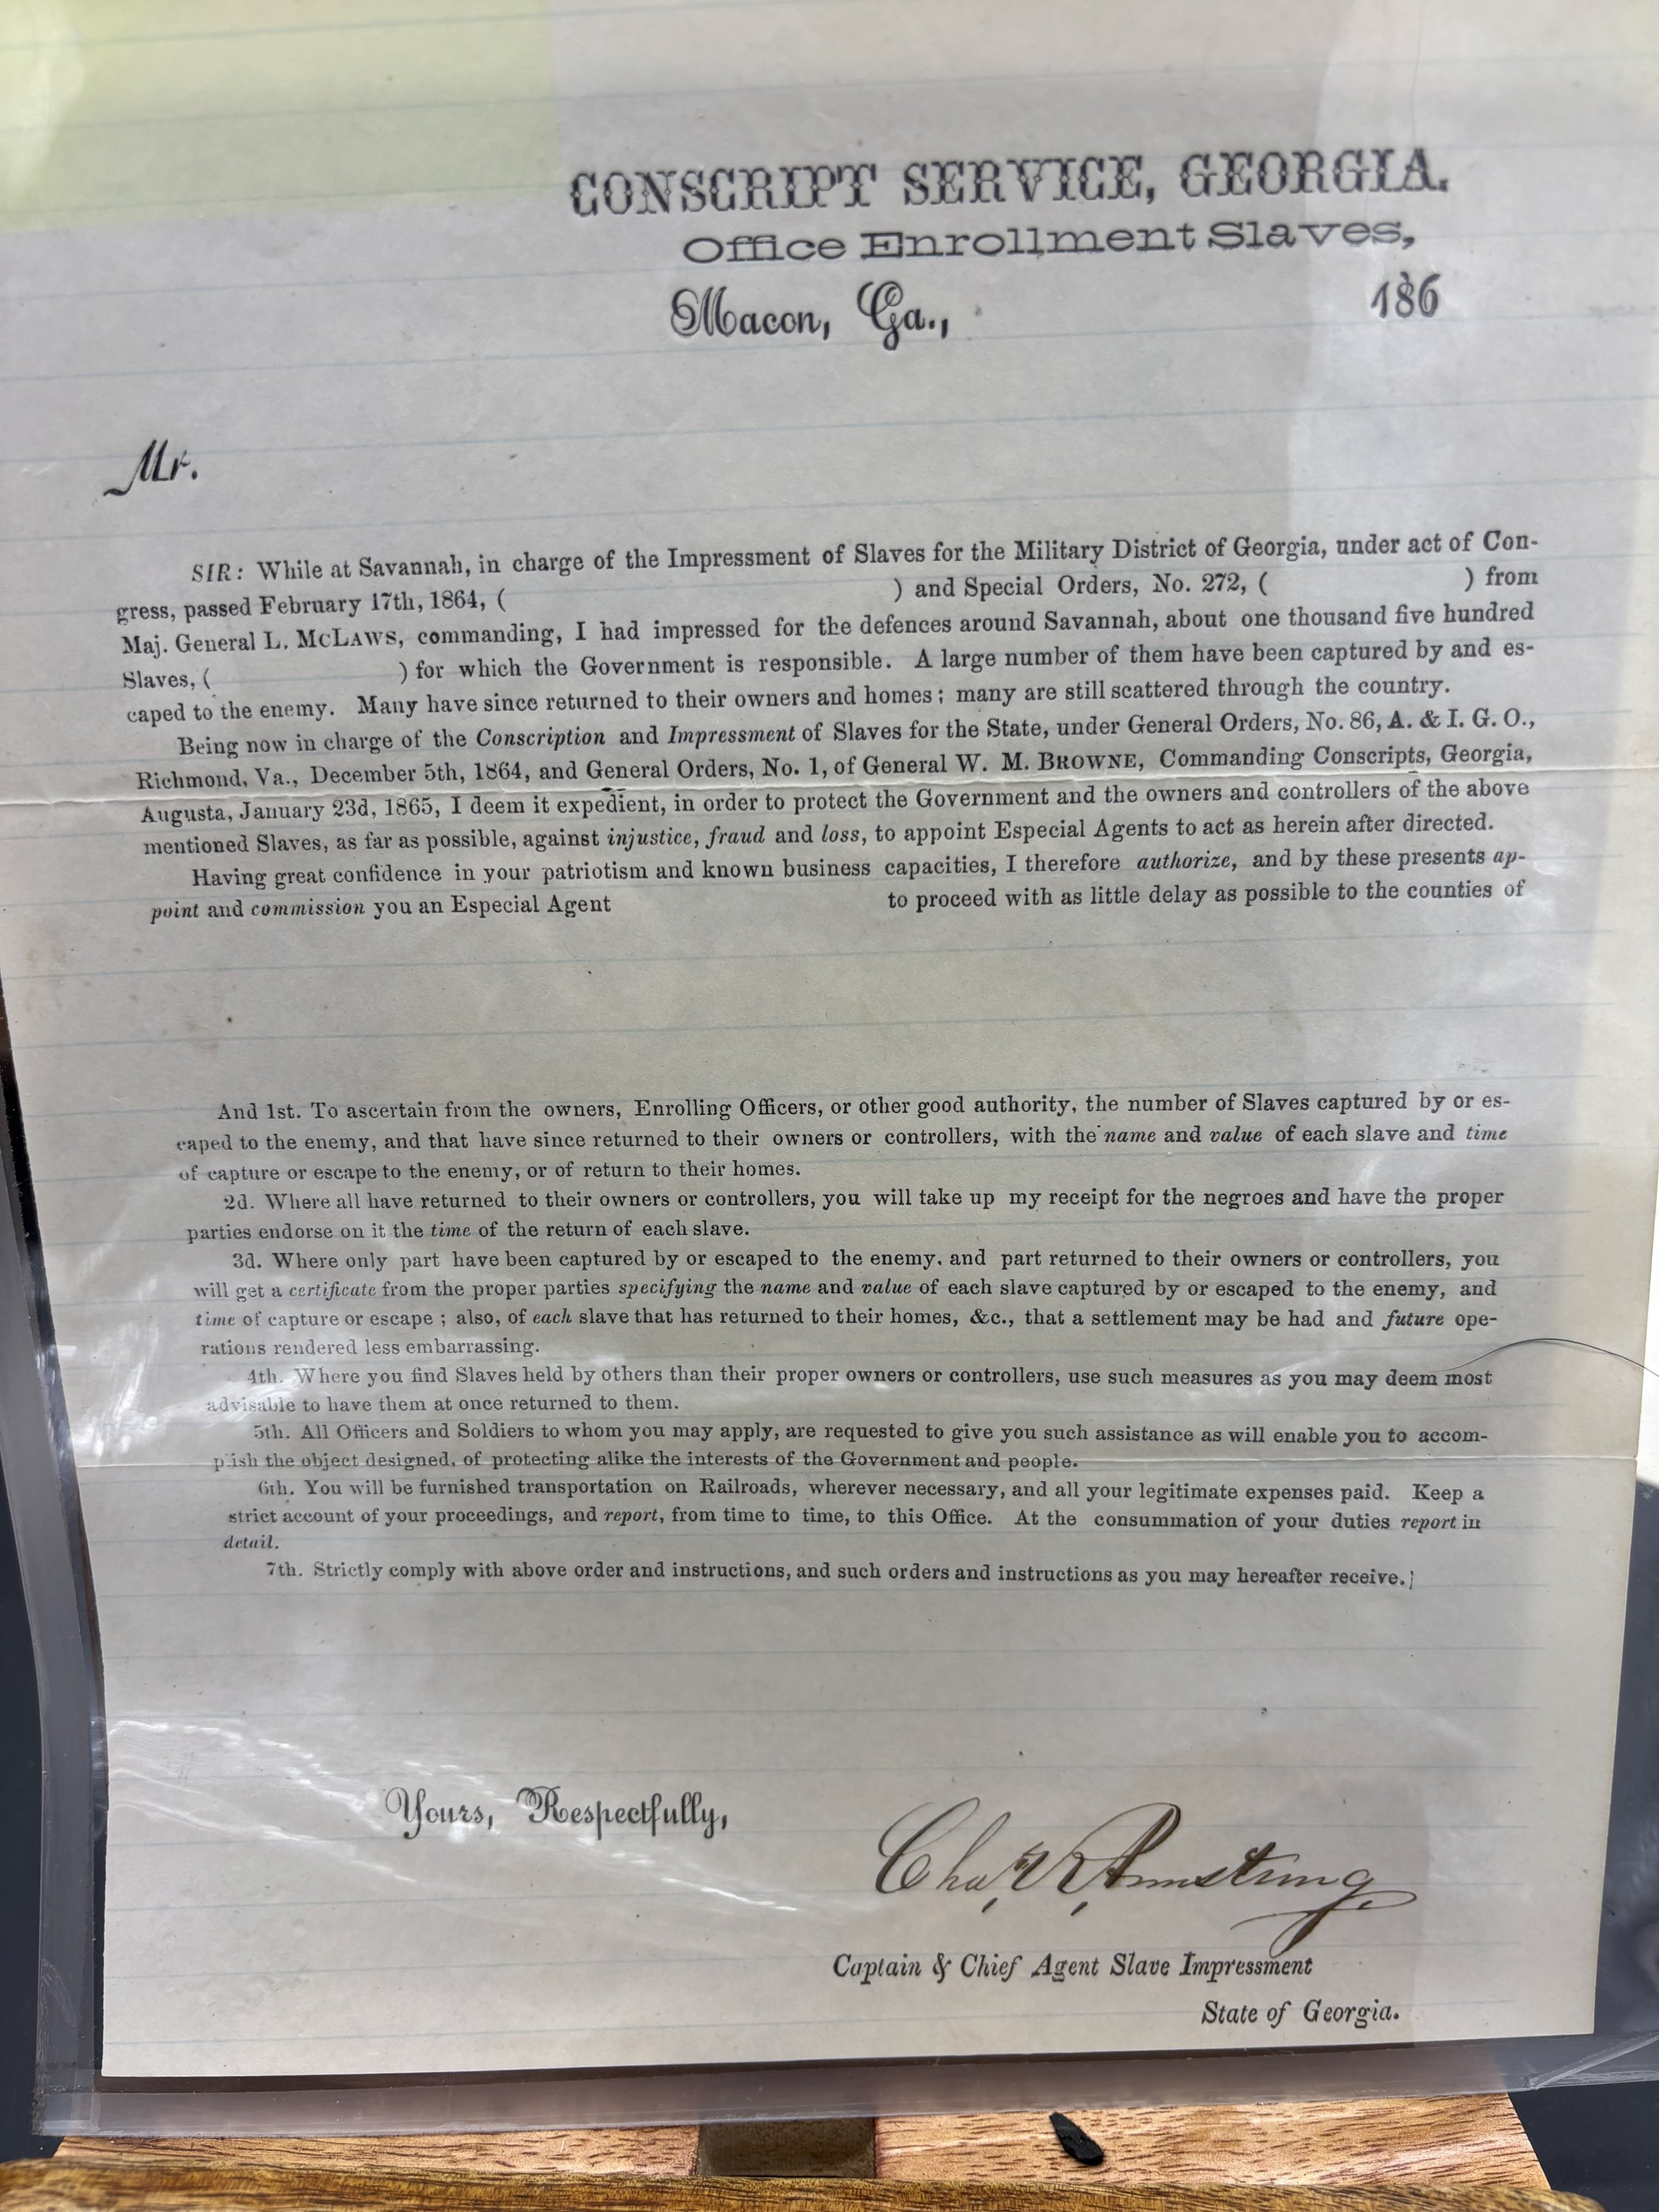 CONSCRIPT SERVICE, GEORGIA.
Office Enrollment Slaves,
Macon, Ga., 186
Mr.
SIR: While at Savannah, in charge of the Impressment of Slaves for the Military District of Georgia, under act of Con-
gress, passed February 17th, 1864, ( ) and Special Orders, No. 272, ( ) from
Maj. General L. McLaws, commanding, I had impressed for the defences around Savannah, about one thousand five hundred
Slaves, ( ) for which the Government is responsible. A large number of them have been captured by and es-
caped to the enemy. Many have since returned to their owners and homes; many are still scattered through the country.
Being now in charge of the Conscription and Impressment of Slaves for the State, under General Orders, No. 86, A. & I. G. O.,
Richmond, Va., December 5th, 1864, and General Orders, No. 1, of General W. M. Browne, Commanding Conscripts, Georgia,
Augusta, January 23d, 1865, I deem it expedient, in order to protect the Government and the owners and controllers of the above
mentioned Slaves, as far as possible, against injustice, fraud and loss, to appoint Especial Agents to act as herein after directed.
Having great confidence in your patriotism and known business capacities, I therefore authorize, and by these presents ap-
point and commission you an Especial Agent to proceed with as little delay as possible to the counties of
And 1st. To ascertain from the owners, Enrolling Officers, or other good authority, the number of Slaves captured by or es-
caped to the enemy, and that have since returned to their owners or controllers, with the name and value of each slave and time
of capture or escape to the enemy, or of return to their homes.
2d. Where all have returned to their owners or controllers, you will take up my receipt for the negroes and have the proper
parties endorse on it the time of the return of each slave.
3d. Where only part have been captured by or escaped to the enemy, and part returned to their owners or controllers, you
will get a certificate from the proper parties specifying the name and value of each slave captured by or escaped to the enemy, and
time of capture or escape; also, of each slave that has returned to their homes, &c., that a settlement may be had and future ope-
rations rendered less embarrassing.
4th. Where you find Slaves held by others than their proper owners or controllers, use such measures as you may deem most
advisable to have them at once returned to them.
5th. All Officers and Soldiers to whom you may apply, are requested to give you such assistance as will enable you to accom-
plish the object designed, of protecting alike the interests of the Government and people.
6th. You will be furnished transportation on Railroads, wherever necessary, and all your legitimate expenses paid. Keep a
strict account of your proceedings, and report, from time to time, to this Office. At the consummation of your duties report in
detail.
7th. Strictly comply with above order and instructions, and such orders and instructions as you may hereafter receive.
Yours, Respectfully,
Chas, R, Armstrong,
Captain & Chief Agent Slave Impressment
State of Georgia.